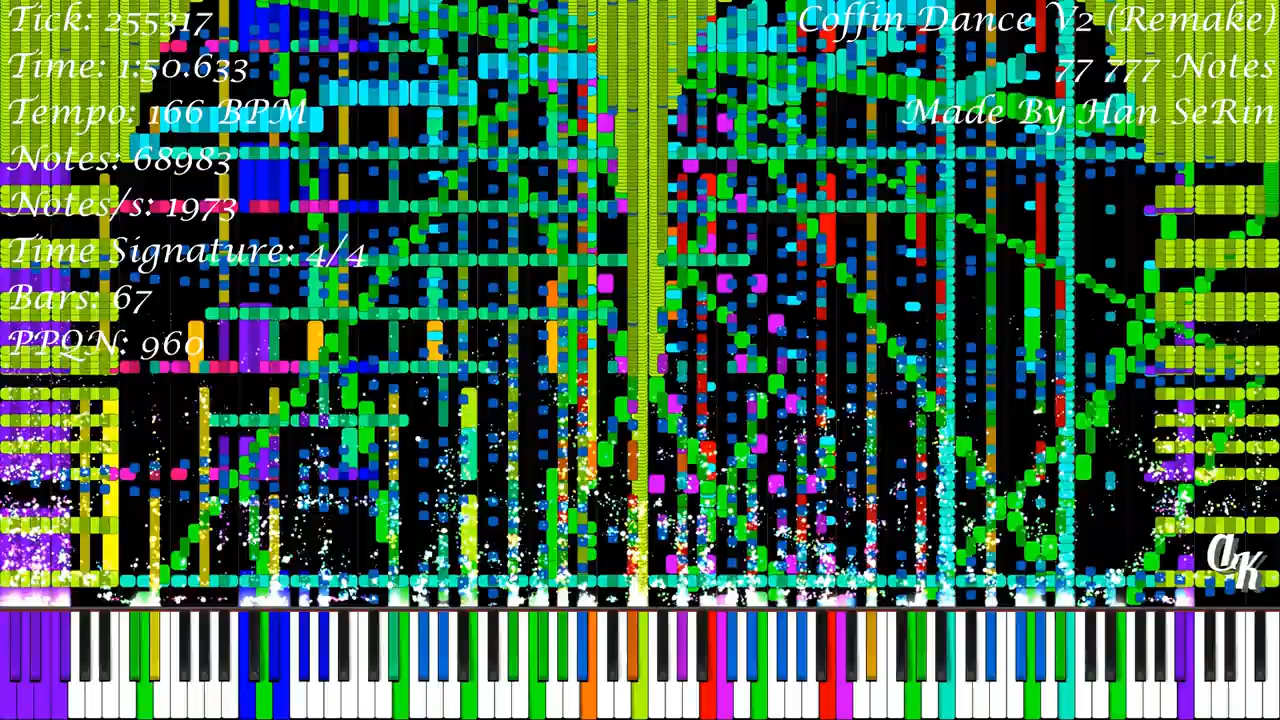 Tick: 255317
Time: 1:50.633
Tempo: 166 BPM
Notes: 68983
Notes/s: 1973
Time Signature: 4/4
Bars: 67
PPQN: 960
Coffin Dance V2 (Remake)
77 777 Notes
Made By Han SeRin
AK